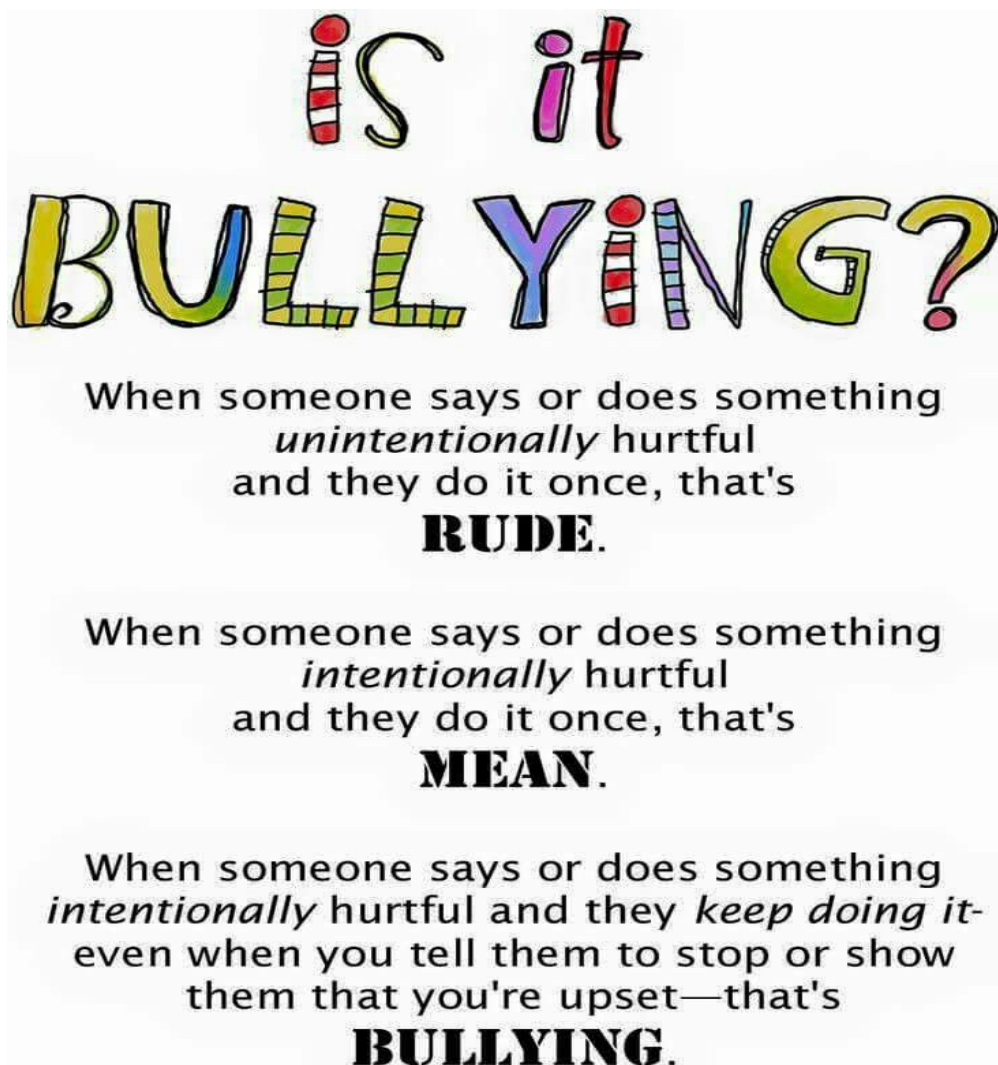 is it
BULLYiNG?
When someone says or does something
unintentionally hurtful
and they do it once, that's
RUDE.
When someone says or does something
intentionally hurtful
and they do it once, that's
MEAN.
When someone says or does something
intentionally hurtful and they keep doing it-
even when you tell them to stop or show
them that you're upset—that's
BULLYING.